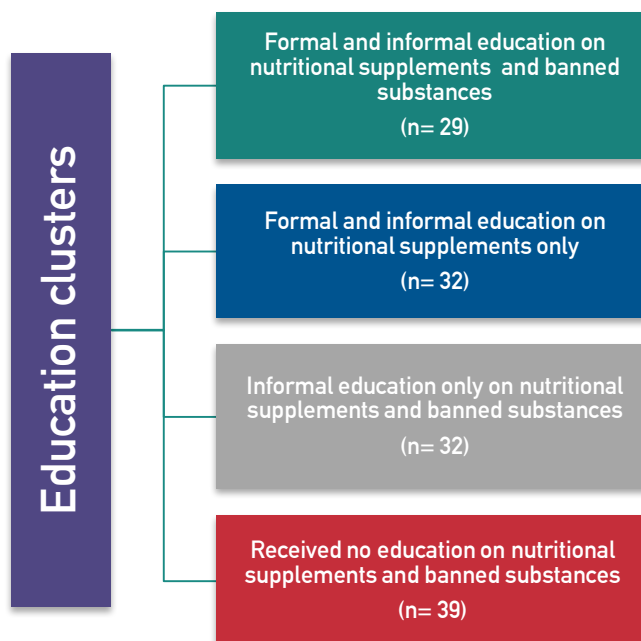 Education clusters
Formal and informal education on
nutritional supplements and banned
substances
(n= 29)
Formal and informal education on
nutritional supplements only
(n= 32)
Informal education only on nutritional
supplements and banned substances
(n= 32)
Received no education on nutritional
supplements and banned substances
(n= 39)